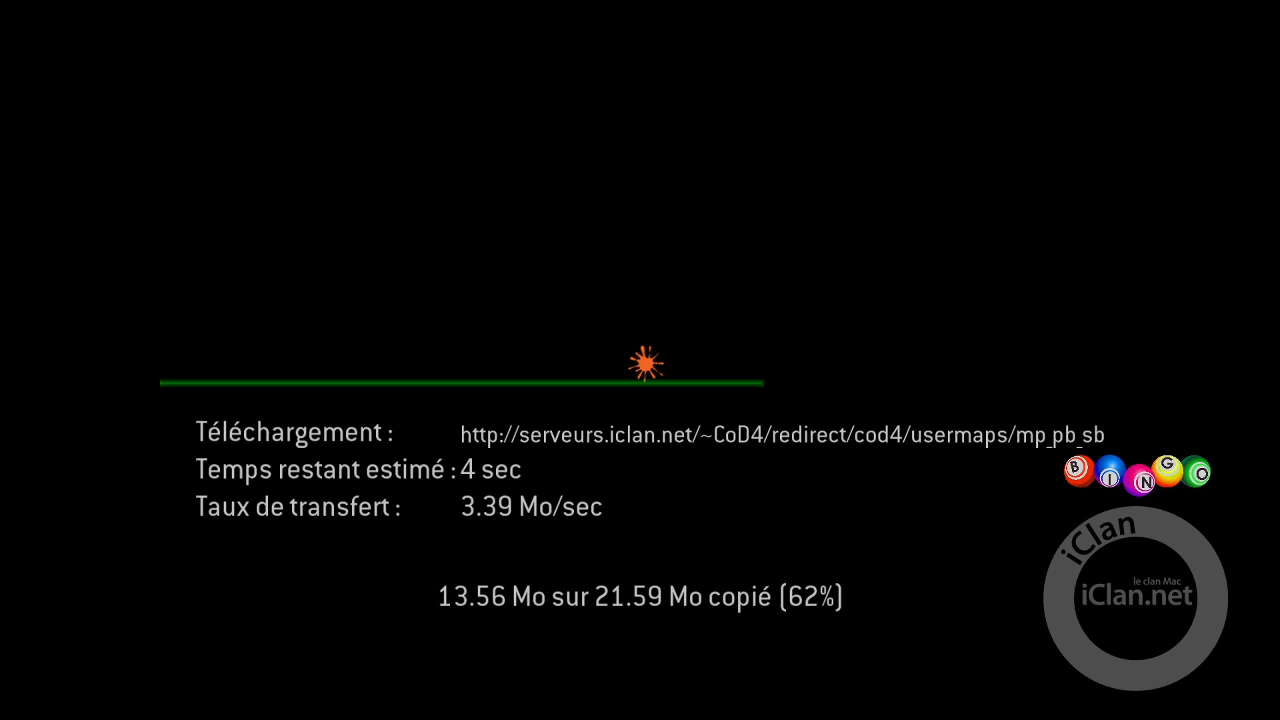 Téléchargement : http://serveurs.iclan.net/~CoD4/redirect/cod4/usermaps/mp_pb_sb
Temps restant estimé : 4 sec
BINGO
Taux de transfert : 3.39 Mo/sec
iClan
le clan Mac
iClan.net
13.56 Mo sur 21.59 Mo copié (62%)